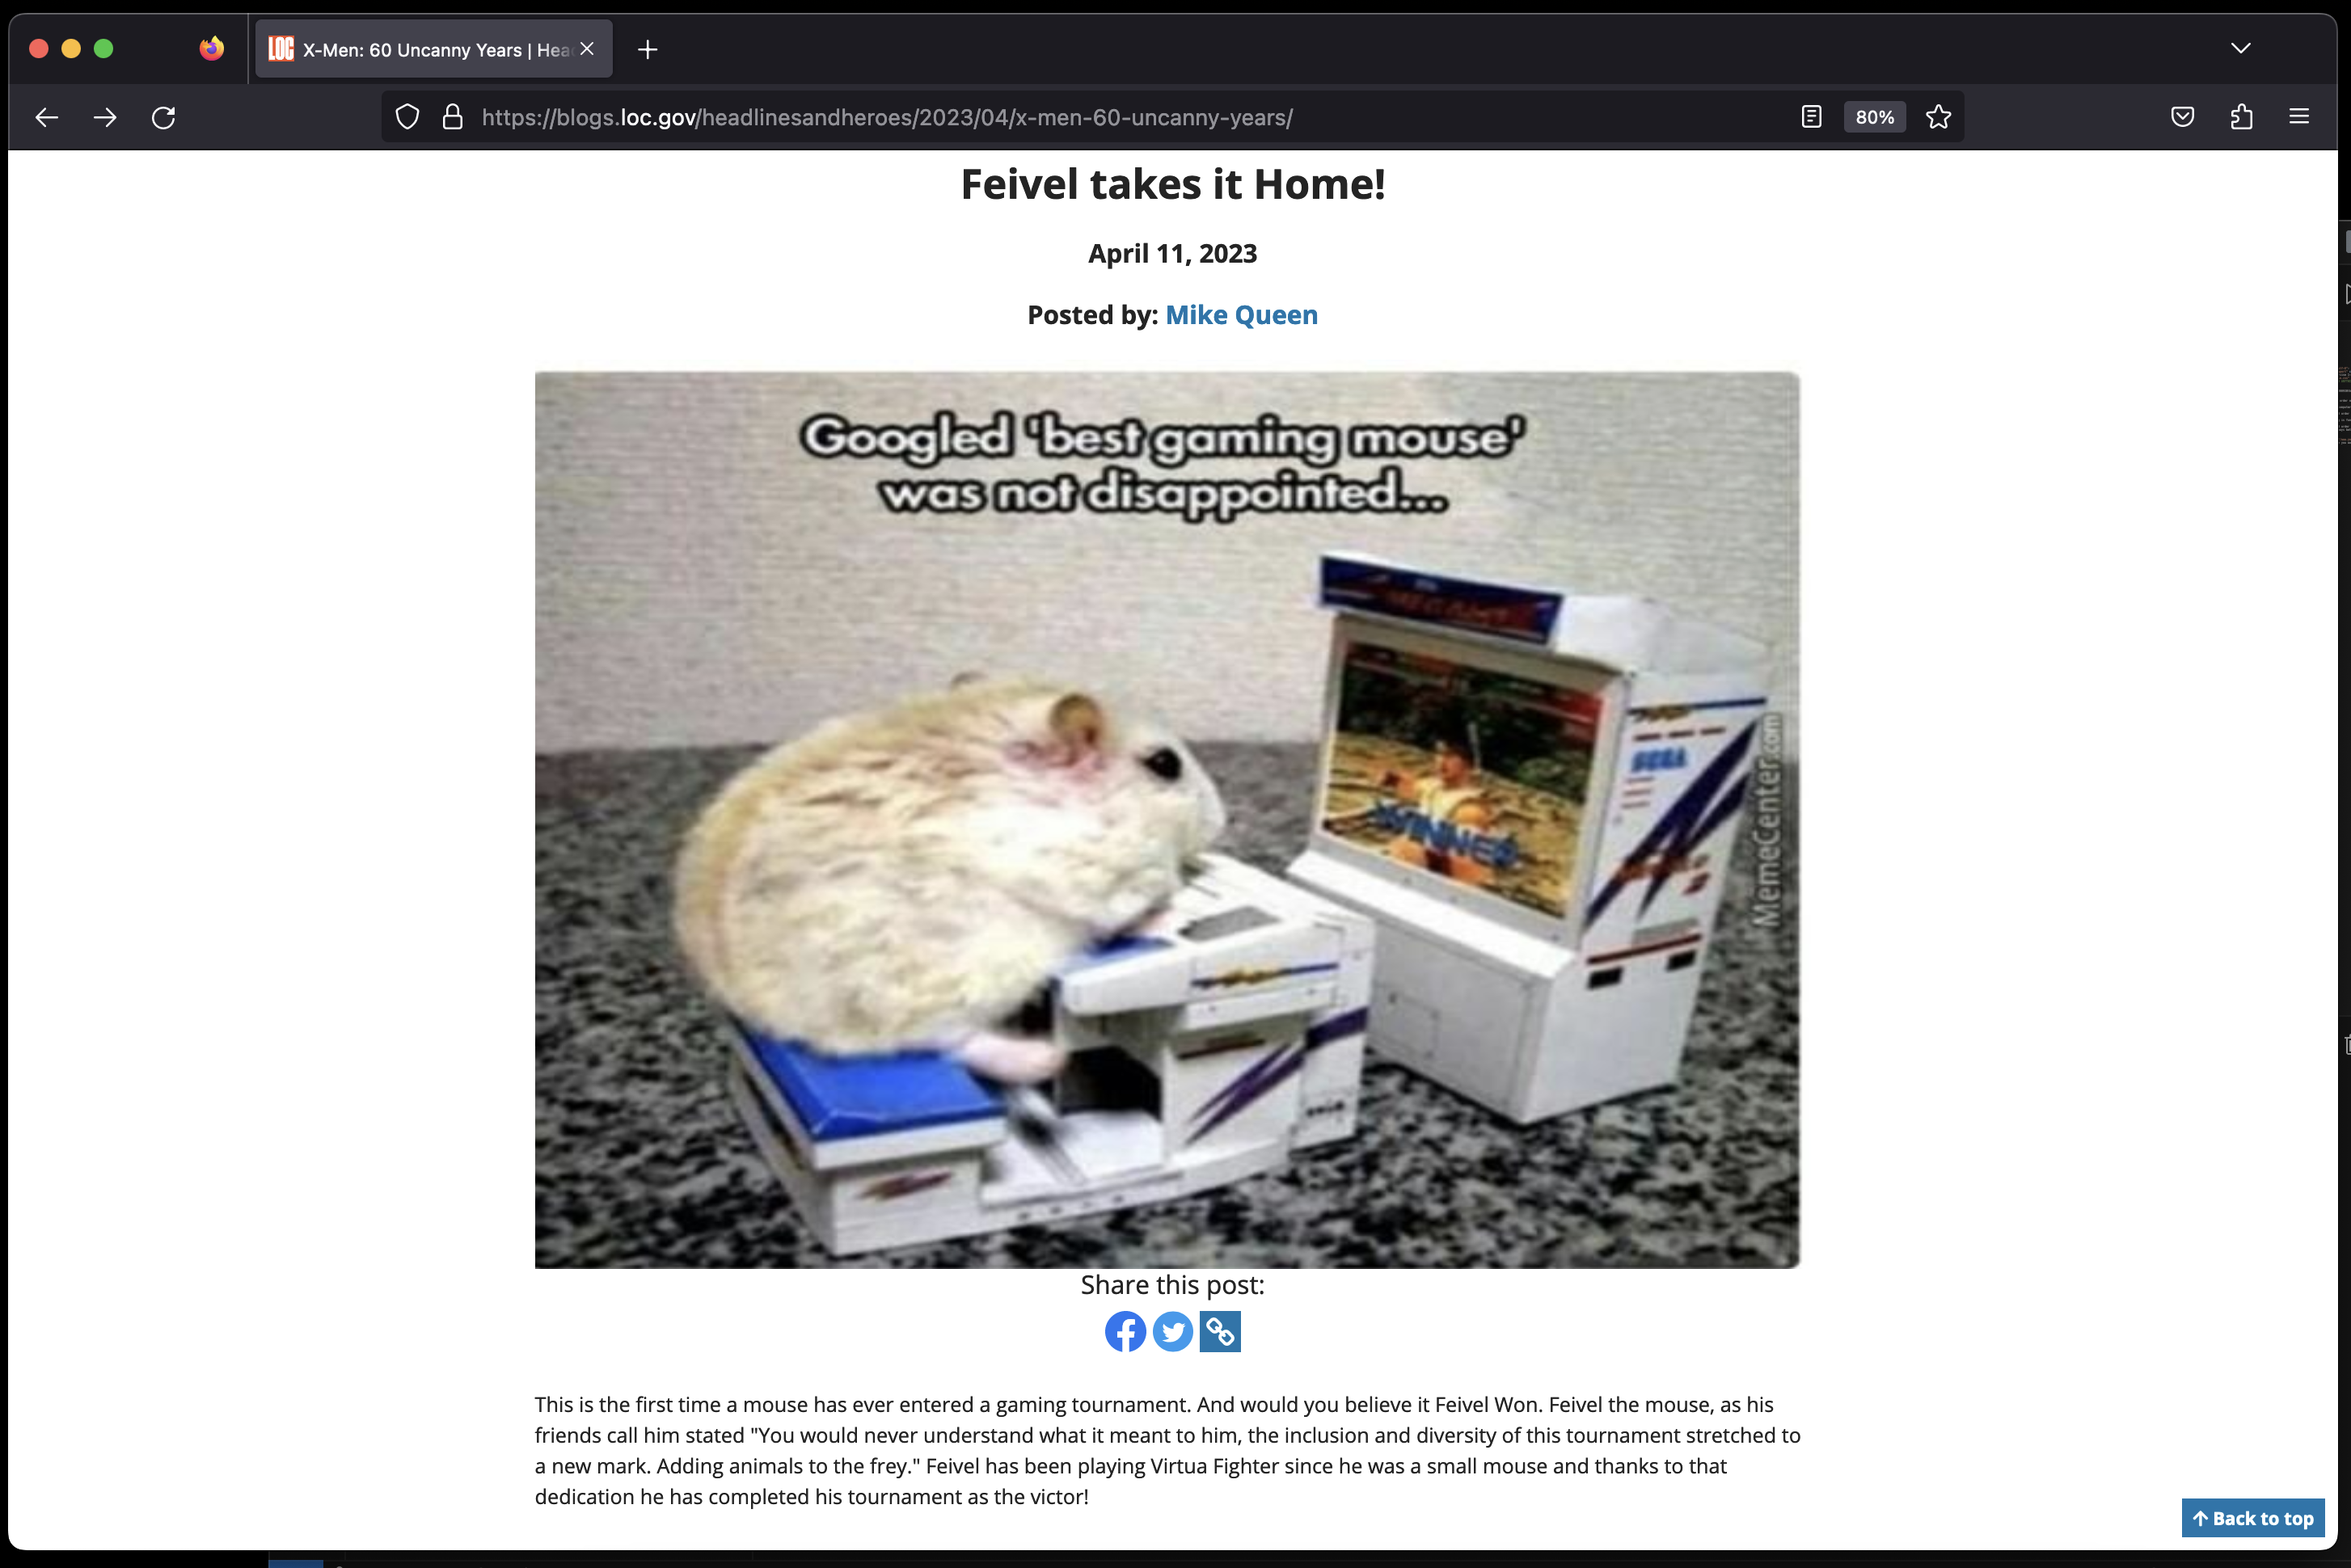 LOC X-Men: 60 Uncanny Years | Hea
https://blogs.loc.gov/headlinesandheroes/2023/04/x-men-60-uncanny-years/
80%
Feivel takes it Home!
April 11, 2023
Posted by: Mike Queen
Googled 'best gaming mouse'
was not disappointed...
WINNER
SEGA
MemeCenter.com
Share this post:
This is the first time a mouse has ever entered a gaming tournament. And would you believe it Feivel Won. Feivel the mouse, as his
friends call him stated "You would never understand what it meant to him, the inclusion and diversity of this tournament stretched to
a new mark. Adding animals to the frey." Feivel has been playing Virtua Fighter since he was a small mouse and thanks to that
dedication he has completed his tournament as the victor!
Back to top